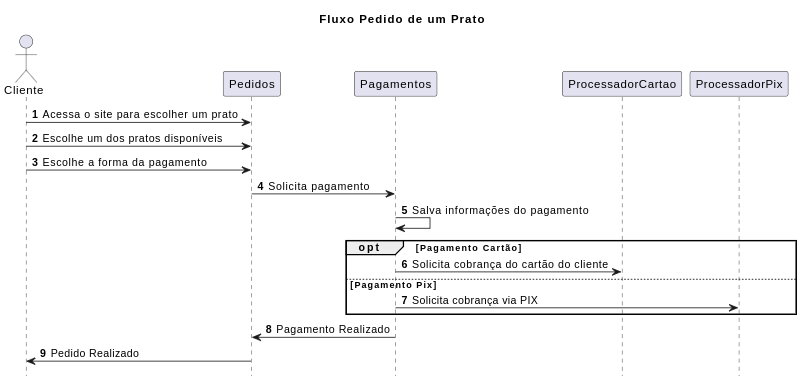 Fluxo Pedido de um Prato
Cliente
Pedidos
Pagamentos
ProcessadorCartao
ProcessadorPix
1 Acessa o site para escolher um prato
2 Escolhe um dos pratos disponíveis
3 Escolhe a forma da pagamento
4 Solicita pagamento
5 Salva informações do pagamento
opt [Pagamento Cartão]
6 Solicita cobrança do cartão do cliente
[Pagamento Pix]
7 Solicita cobrança via PIX
8 Pagamento Realizado
9 Pedido Realizado